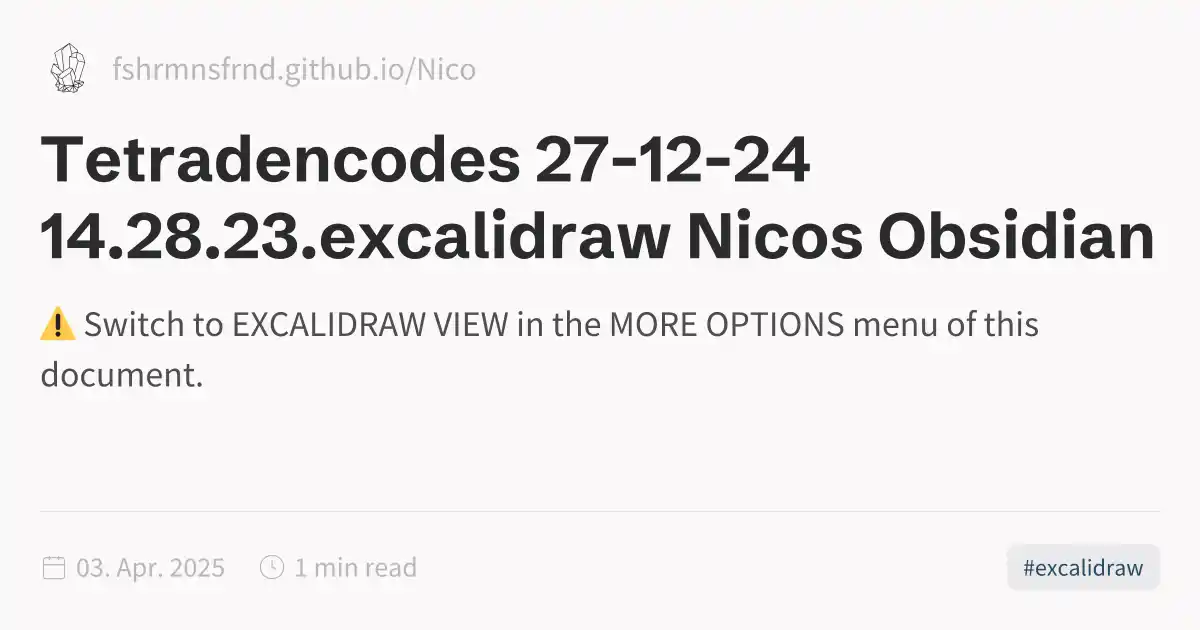 fshrmnsfrnd.github.io/Nico
Tetradencodes 27-12-24
14.28.23.excalidraw Nicos Obsidian
⚠️ Switch to EXCALIDRAW VIEW in the MORE OPTIONS menu of this
document.
03. Apr. 2025 1 min read #excalidraw